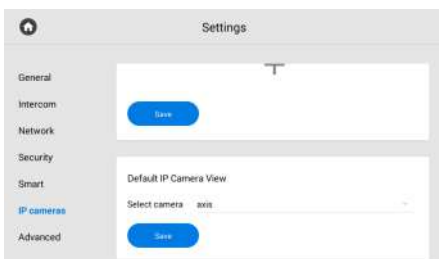 Settings
General
Intercom
Network
Security
Smart
IP cameras
Advanced
Save
Default IP Camera View
Select camera axis
Save